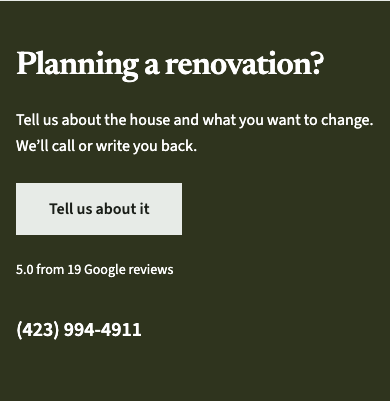 Planning a renovation?
Tell us about the house and what you want to change.
We’ll call or write you back.
Tell us about it
5.0 from 19 Google reviews
(423) 994-4911